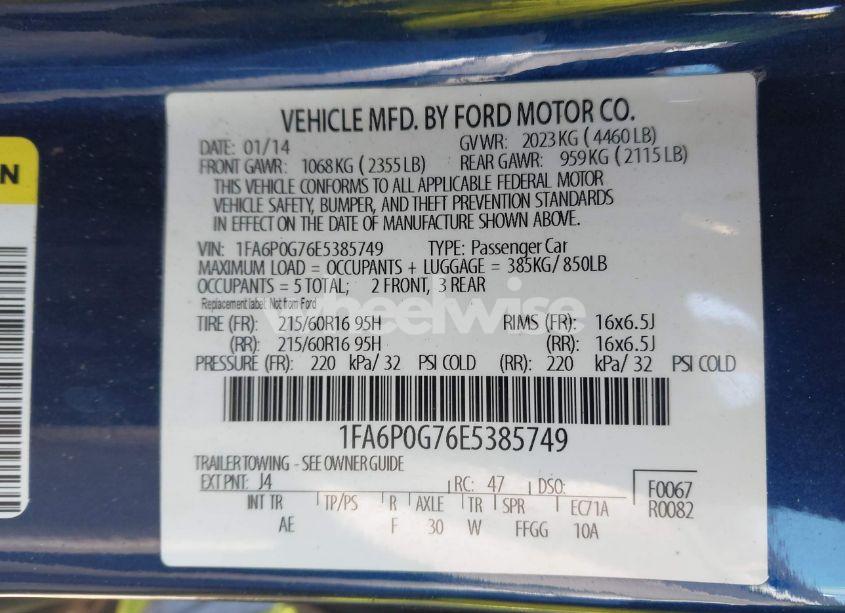 N
VEHICLE MFD. BY FORD MOTOR CO.
DATE: 01/14 GVWR: 2023 KG (4460 LB)
FRONT GAWR: 1068 KG (2355 LB) REAR GAWR: 959 KG (2115 LB)
THIS VEHICLE CONFORMS TO ALL APPLICABLE FEDERAL MOTOR
VEHICLE SAFETY, BUMPER, AND THEFT PREVENTION STANDARDS
IN EFFECT ON THE DATE OF MANUFACTURE SHOWN ABOVE.
VIN: 1FA6P0G76E5385749 TYPE: Passenger Car
MAXIMUM LOAD = OCCUPANTS + LUGGAGE = 385KG/850LB
OCCUPANTS = 5 TOTAL; 2 FRONT, 3 REAR
Replacement label. Not from Ford
wheelwise
TIRE (FR): 215/60R16 95H RIMS (FR): 16x6.5J
(RR): 215/60R16 95H (RR): 16x6.5J
PRESSURE (FR): 220 kPa/32 PSI COLD (RR): 220 kPa/32 PSI COLD
1FA6P0G76E5385749
TRAILER TOWING - SEE OWNER GUIDE
EXT PNT: J4 RC: 47 DSO: F0067
INT TR TP/PS R AXLE TR SPR EC71A R0082
AE F 30 W FFGG 10A